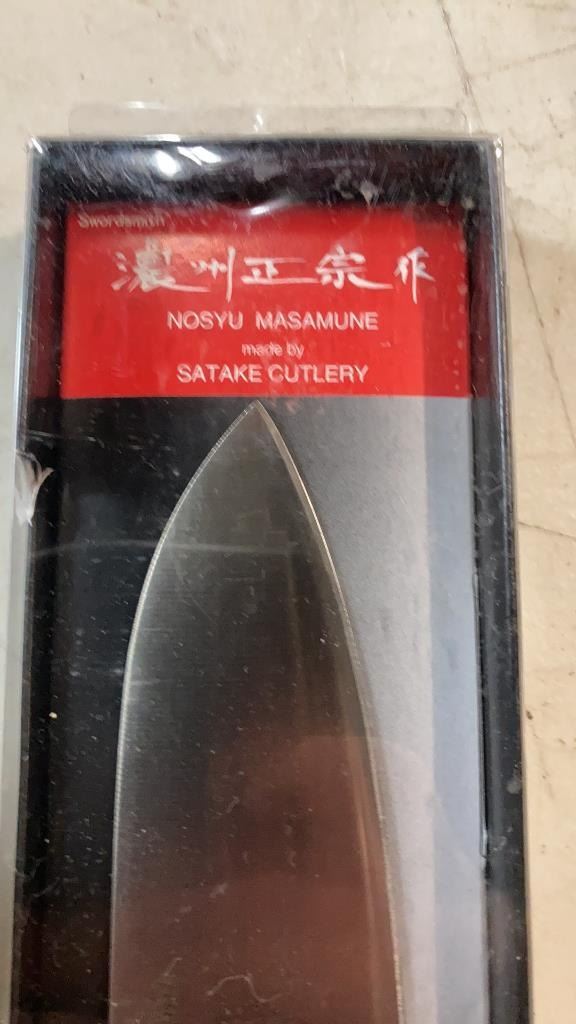 Swordsmith
濃州正宗作
NOSYU MASAMUNE
made by
SATAKE CUTLERY